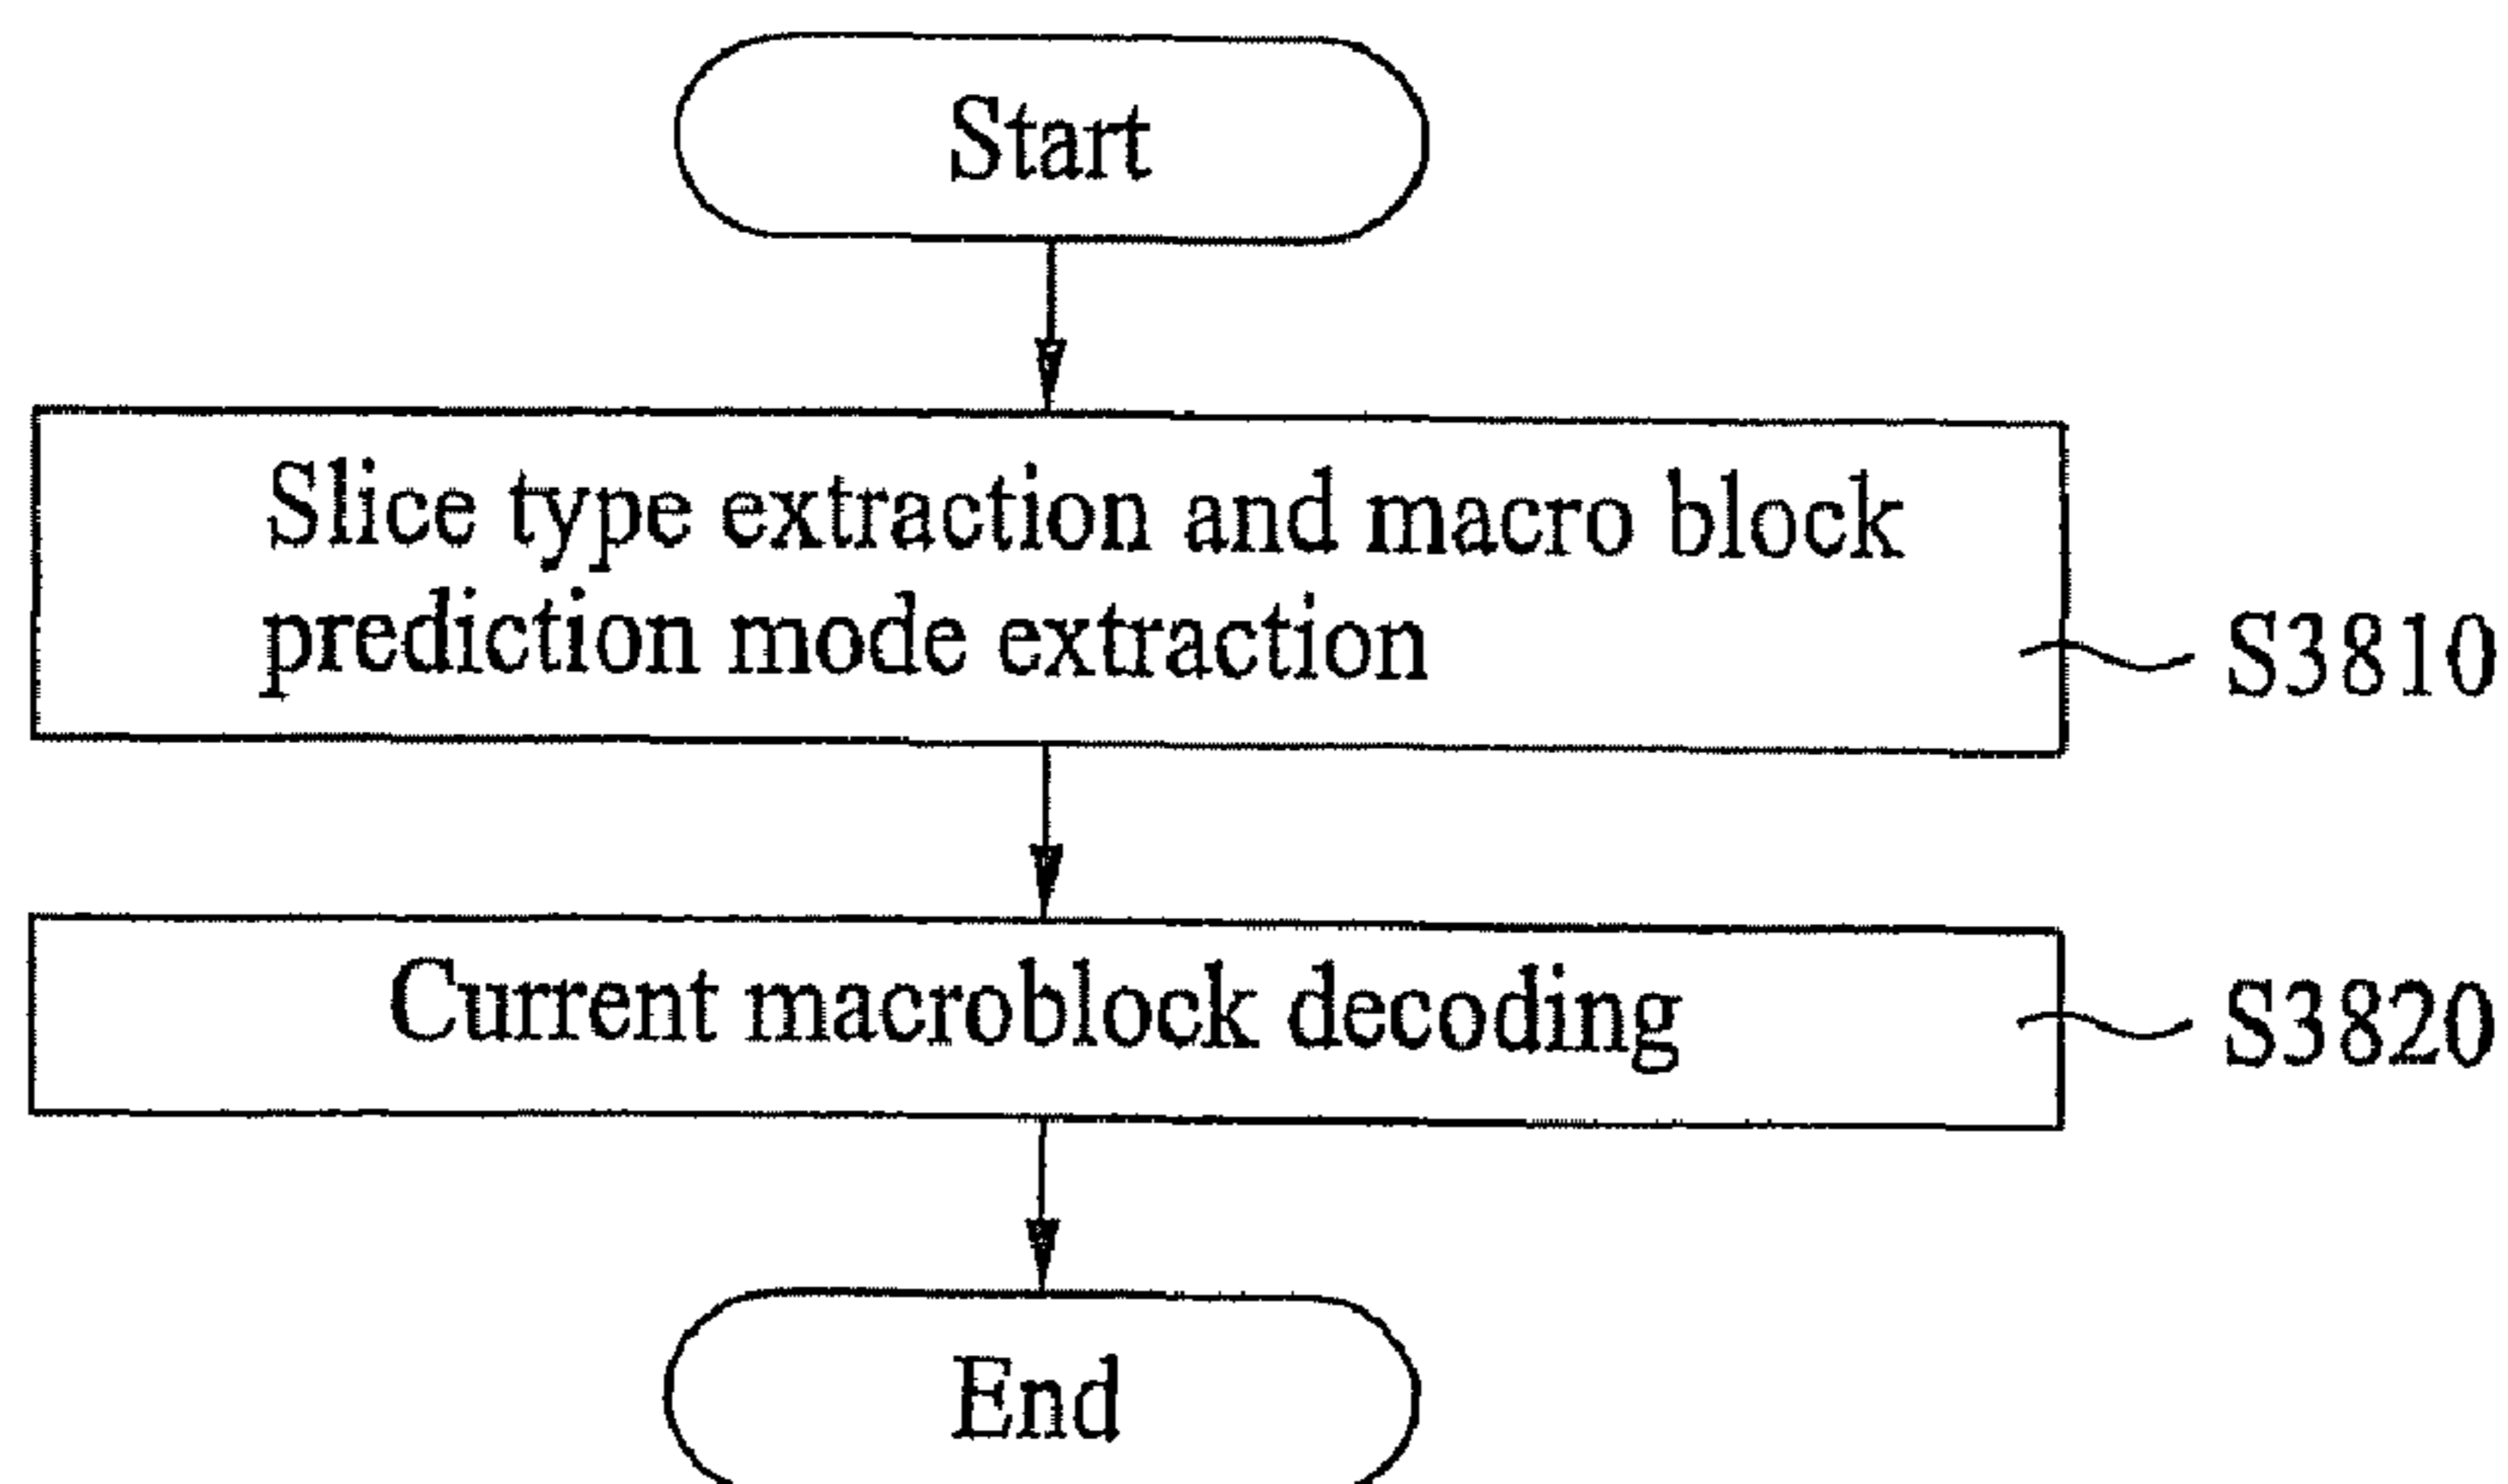 Start
Slice type extraction and macro block
prediction mode extraction
S3810
Current macroblock decoding
S3820
End